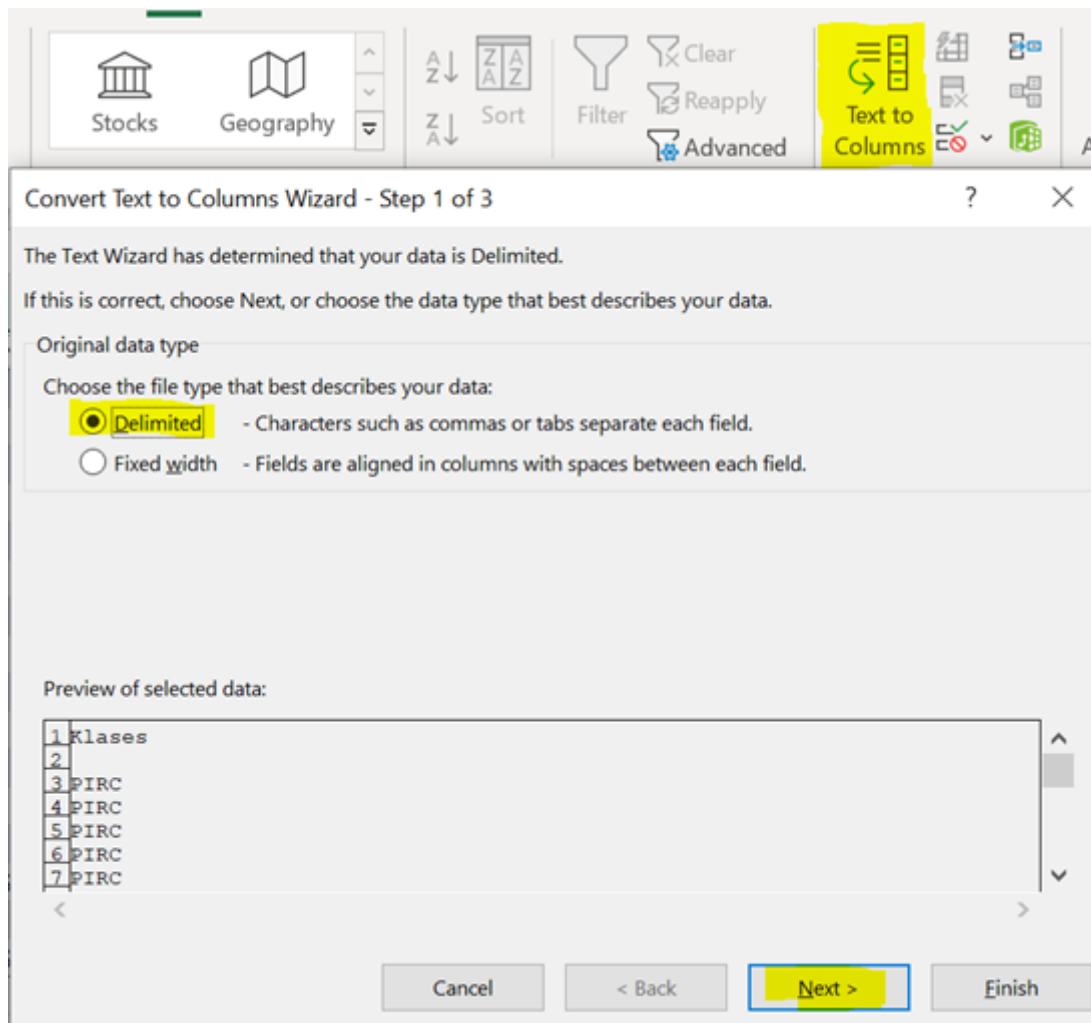 Stocks
Geography
A
Z
Z
A
Z A
A Z
Sort
Filter
Clear
Reapply
Advanced
Text to
Columns
A
Convert Text to Columns Wizard - Step 1 of 3
?
The Text Wizard has determined that your data is Delimited.
If this is correct, choose Next, or choose the data type that best describes your data.
Original data type
Choose the file type that best describes your data:
Delimited - Characters such as commas or tabs separate each field.
Fixed width - Fields are aligned in columns with spaces between each field.
Preview of selected data:
1 Klases
2
3 PIRC
4 PIRC
5 PIRC
6 PIRC
7 PIRC
Cancel
< Back
Next >
Finish